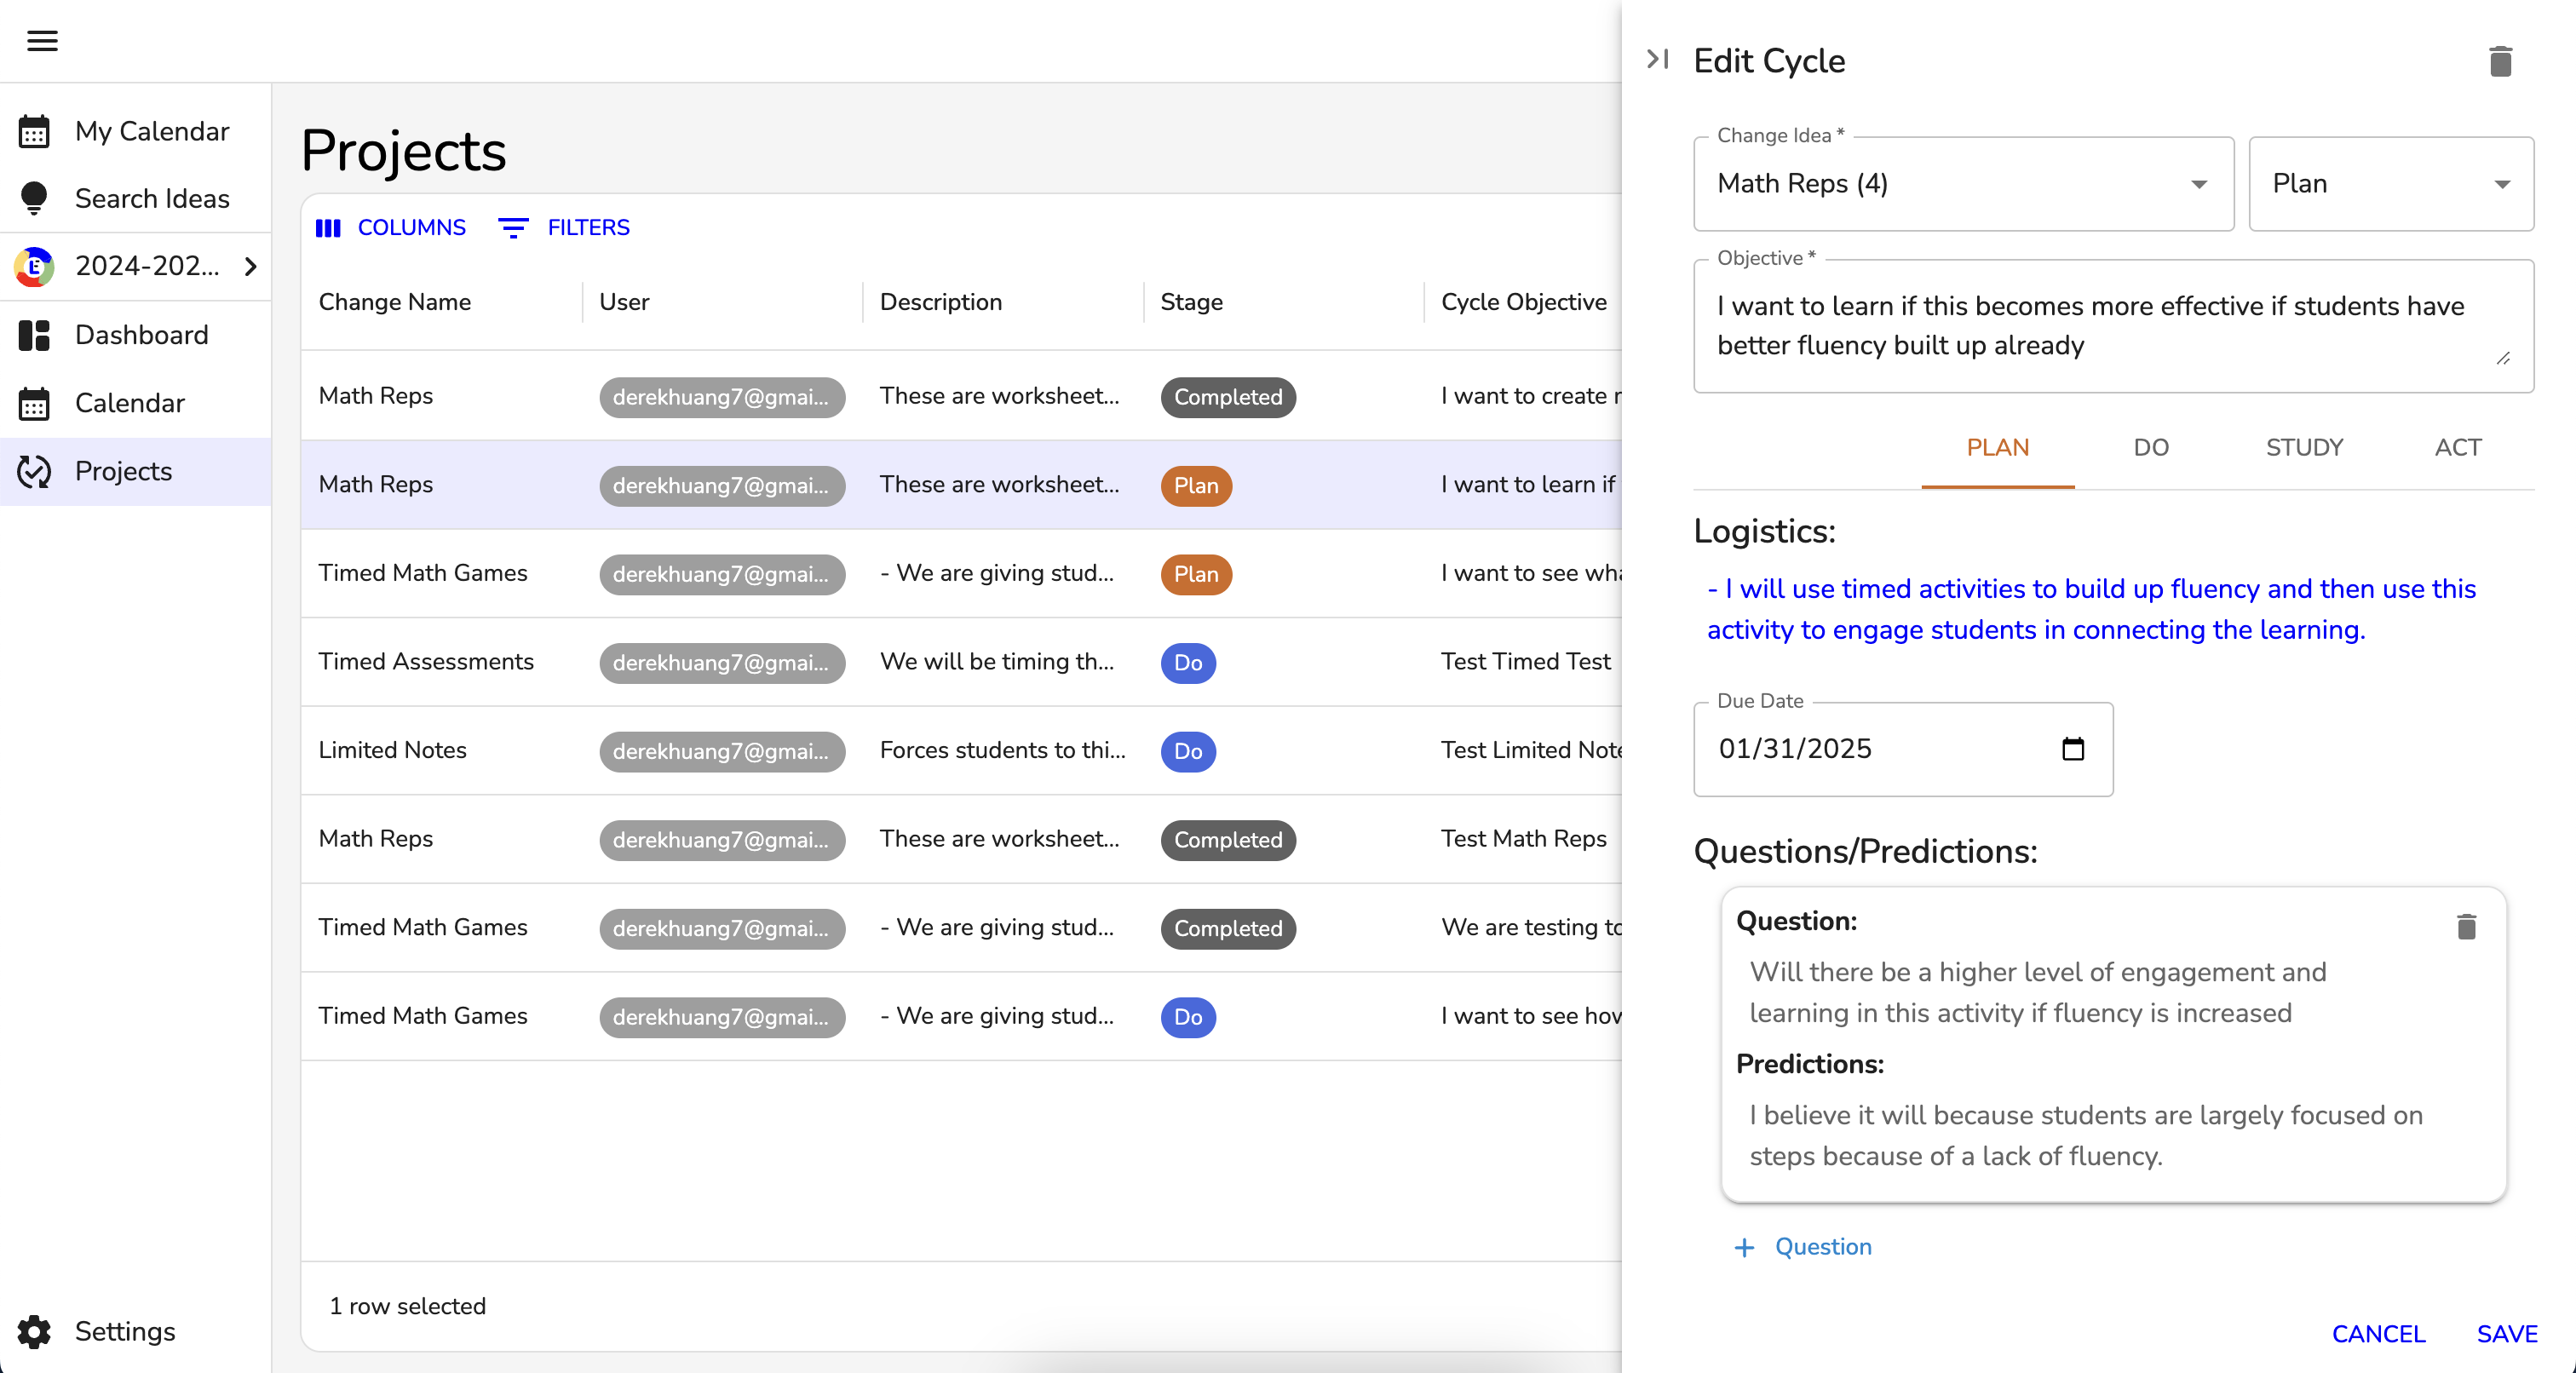 My Calendar
Search Ideas
2024-202...
Dashboard
Calendar
Projects
Settings
Projects
COLUMNS FILTERS
Change Name User Description Stage Cycle Objective
Math Reps derekhuang7@gmai... These are worksheet... Completed I want to create
Math Reps derekhuang7@gmai... These are worksheet... Plan I want to learn if
Timed Math Games derekhuang7@gmai... - We are giving stud... Plan I want to see wha
Timed Assessments derekhuang7@gmai... We will be timing th... Do Test Timed Test
Limited Notes derekhuang7@gmai... Forces students to thi... Do Test Limited Note
Math Reps derekhuang7@gmai... These are worksheet... Completed Test Math Reps
Timed Math Games derekhuang7@gmai... - We are giving stud... Completed We are testing to
Timed Math Games derekhuang7@gmai... - We are giving stud... Do I want to see how
1 row selected
Edit Cycle
Change Idea *
Math Reps (4) Plan
Objective *
I want to learn if this becomes more effective if students have
better fluency built up already
PLAN DO STUDY ACT
Logistics:
- I will use timed activities to build up fluency and then use this
activity to engage students in connecting the learning.
Due Date
01/31/2025
Questions/Predictions:
Question:
Will there be a higher level of engagement and
learning in this activity if fluency is increased
Predictions:
I believe it will because students are largely focused on
steps because of a lack of fluency.
+ Question
CANCEL SAVE